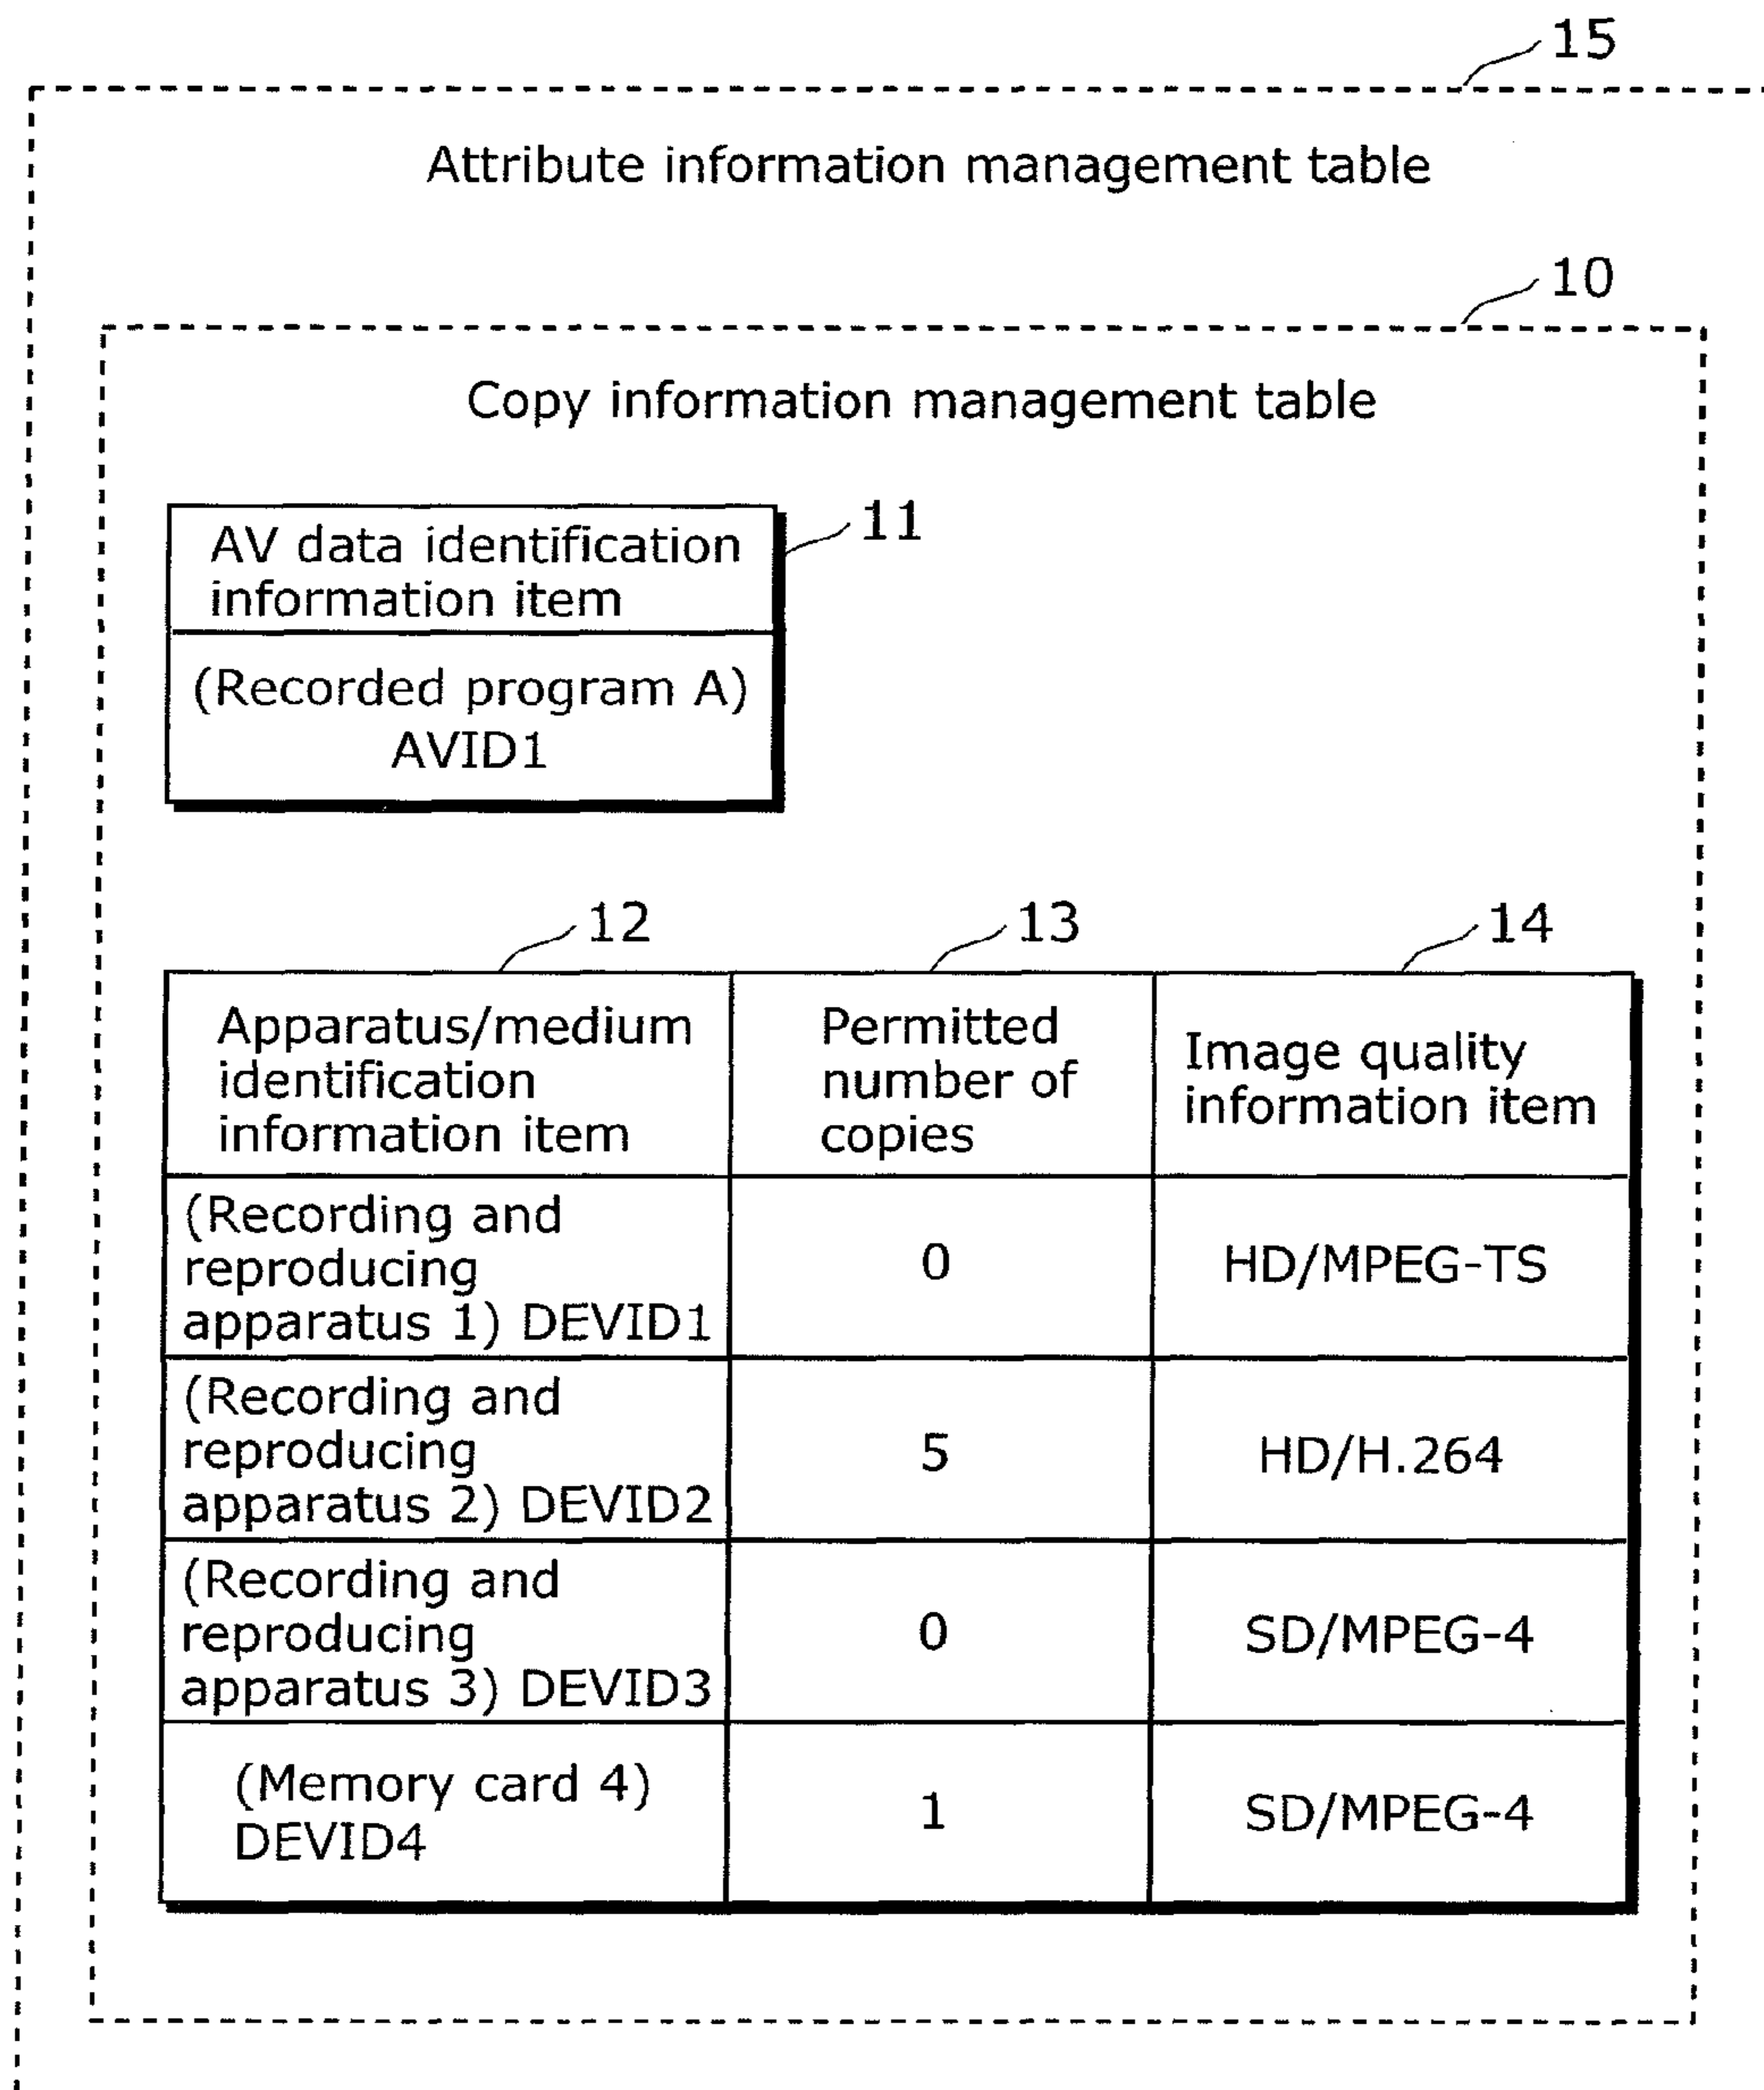 15
Attribute information management table
10
Copy information management table
11
AV data identification
information item
(Recorded program A)
AVID1
12
13
14
Apparatus/medium
identification
information item
Permitted
number of
copies
Image quality
information item
(Recording and
reproducing
apparatus 1) DEVID1
0
HD/MPEG-TS
(Recording and
reproducing
apparatus 2) DEVID2
5
HD/H.264
(Recording and
reproducing
apparatus 3) DEVID3
0
SD/MPEG-4
(Memory card 4)
DEVID4
1
SD/MPEG-4